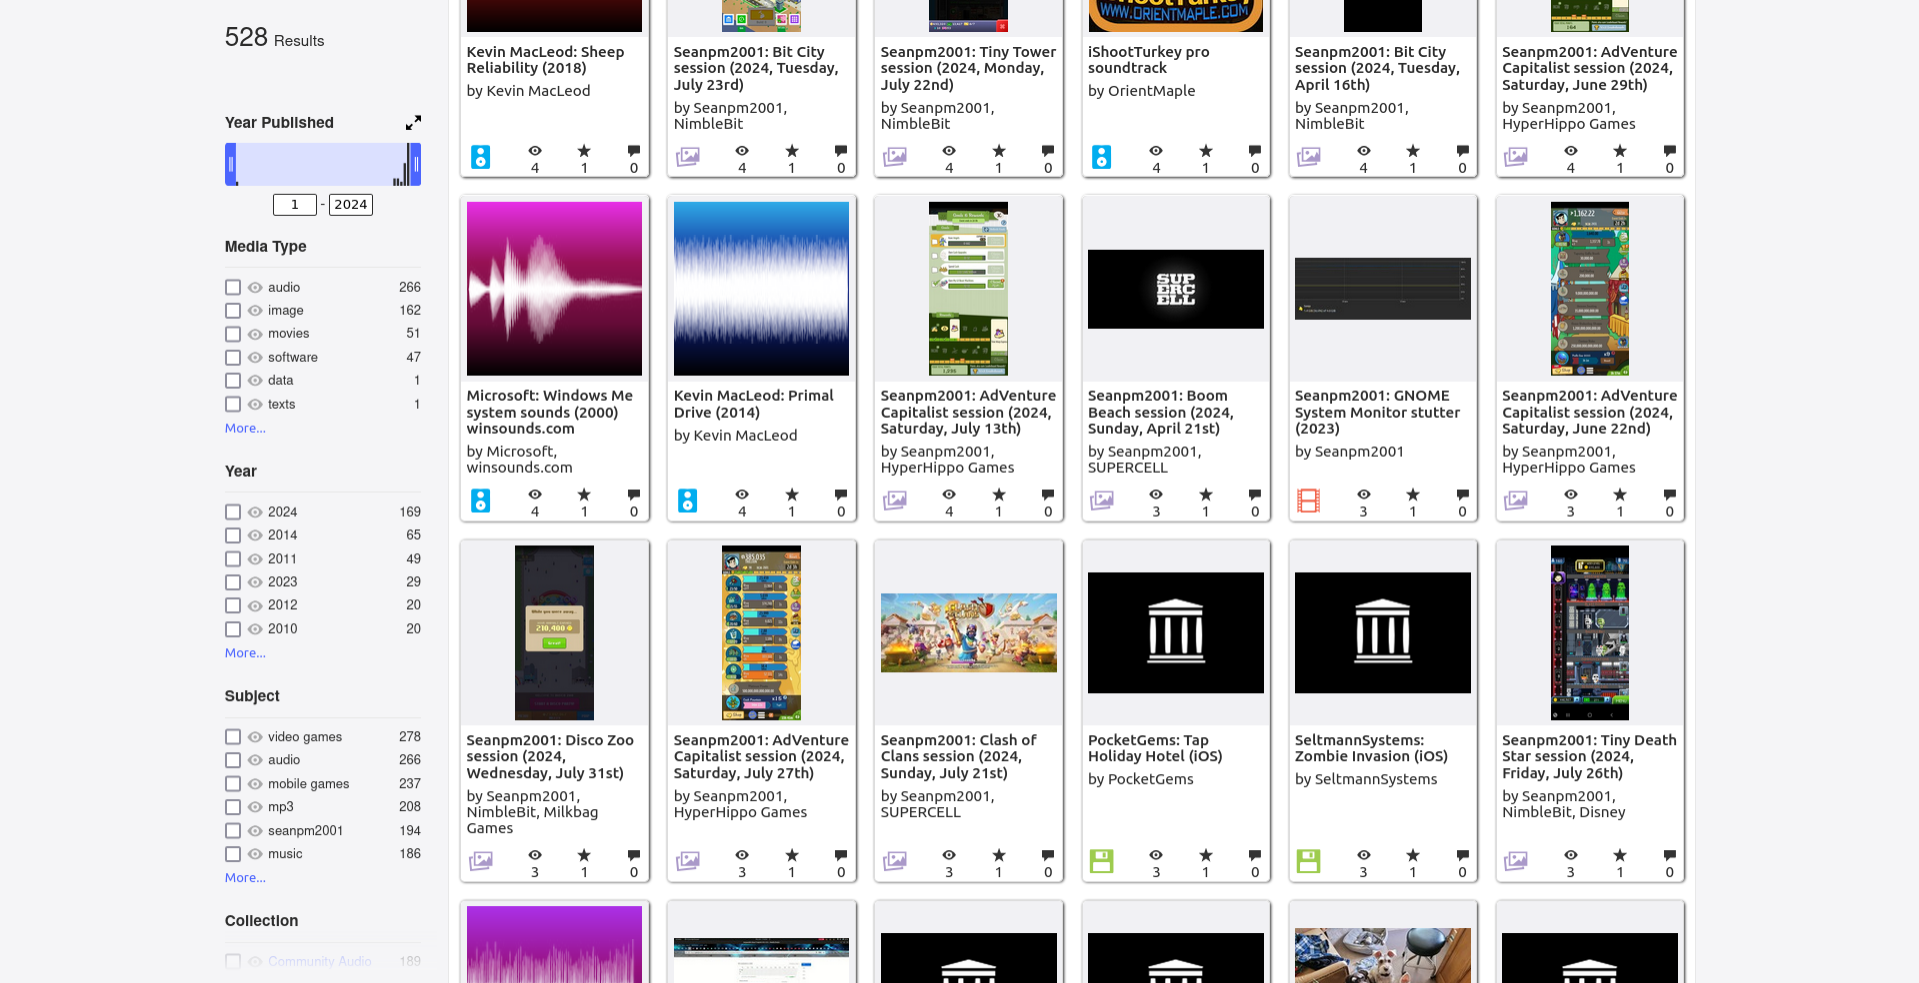 528 Results
Year Published
1 - 2024
Media Type
audio 266
image 162
movies 51
software 47
data 1
texts 1
More...
Year
2024 169
2014 65
2011 49
2023 29
2012 20
2010 20
More...
Subject
video games 278
audio 266
mobile games 237
mp3 208
seanpm2001 194
music 186
More...
Collection
Community Audio 189
Kevin MacLeod: Sheep
Reliability (2018)
by Kevin MacLeod
4 1 0
Seanpm2001: Bit City
session (2024, Tuesday,
July 23rd)
by Seanpm2001,
NimbleBit
4 1 0
Seanpm2001: Tiny Tower
session (2024, Monday,
July 22nd)
by Seanpm2001,
NimbleBit
4 1 0
WWW.ORIENTMAPLE.COM
iShootTurkey pro
soundtrack
by OrientMaple
4 1 0
Seanpm2001: Bit City
session (2024, Tuesday,
April 16th)
by Seanpm2001,
NimbleBit
4 1 0
Seanpm2001: AdVenture
Capitalist session (2024,
Saturday, June 29th)
by Seanpm2001,
HyperHippo Games
4 1 0
Microsoft: Windows Me
system sounds (2000)
winsounds.com
by Microsoft,
winsounds.com
4 1 0
Kevin MacLeod: Primal
Drive (2014)
by Kevin MacLeod
4 1 0
Seanpm2001: AdVenture
Capitalist session (2024,
Saturday, July 13th)
by Seanpm2001,
HyperHippo Games
4 1 0
SUP
ERC
ELL
Seanpm2001: Boom
Beach session (2024,
Sunday, April 21st)
by Seanpm2001,
SUPERCELL
3 1 0
Seanpm2001: GNOME
System Monitor stutter
(2023)
by Seanpm2001
3 1 0
Seanpm2001: AdVenture
Capitalist session (2024,
Saturday, June 22nd)
by Seanpm2001,
HyperHippo Games
3 1 0
While you were away...
210,400
Seanpm2001: Disco Zoo
session (2024,
Wednesday, July 31st)
by Seanpm2001,
NimbleBit, Milkbag
Games
3 1 0
Seanpm2001: AdVenture
Capitalist session (2024,
Saturday, July 27th)
by Seanpm2001,
HyperHippo Games
3 1 0
Seanpm2001: Clash of
Clans session (2024,
Sunday, July 21st)
by Seanpm2001,
SUPERCELL
3 1 0
PocketGems: Tap
Holiday Hotel (iOS)
by PocketGems
3 1 0
SeltmannSystems:
Zombie Invasion (iOS)
by SeltmannSystems
3 1 0
Seanpm2001: Tiny Death
Star session (2024,
Friday, July 26th)
by Seanpm2001,
NimbleBit, Disney
3 1 0